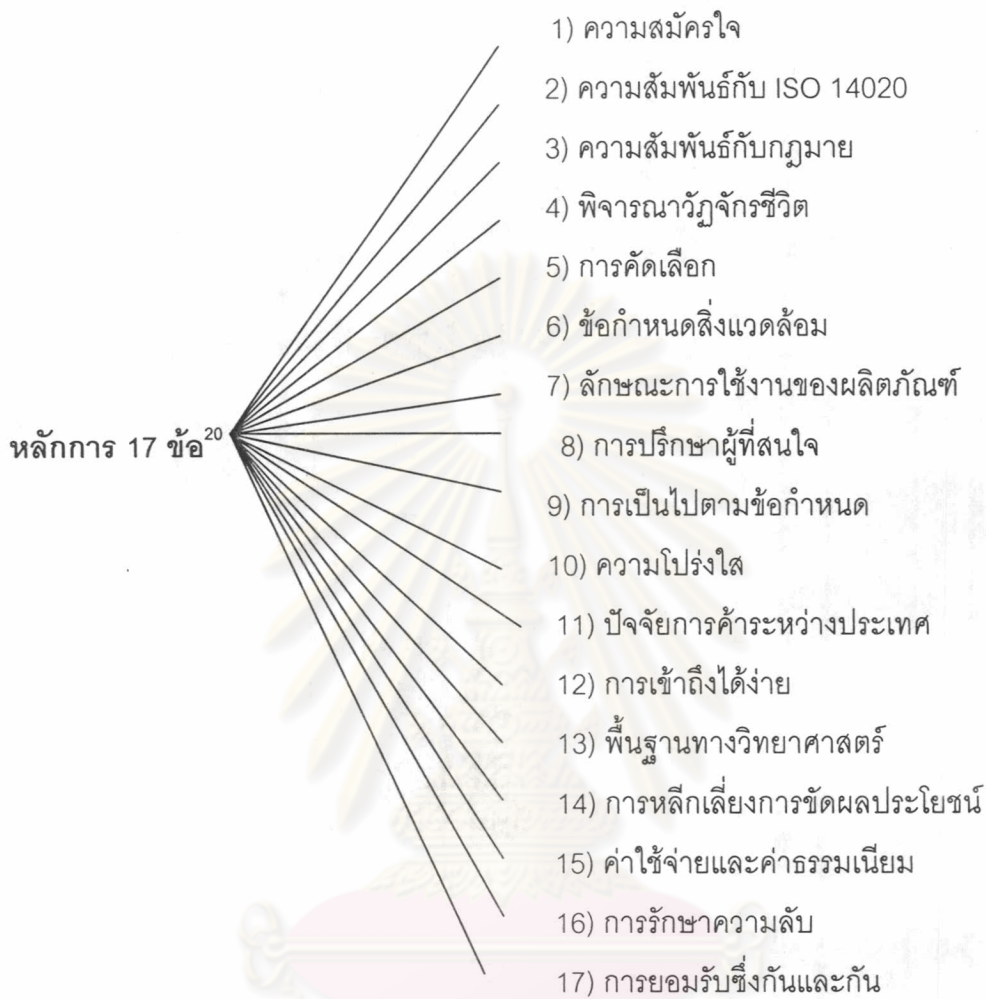 1) ความสมัครใจ
2) ความสัมพันธ์กับ ISO 14020
3) ความสัมพันธ์กับกฎมาย
4) พิจารณาวัฏจักรชีวิต
5) การคัดเลือก
6) ข้อกำหนดสิ่งแวดล้อม
7) ลักษณะการใช้งานของผลิตภัณฑ์
หลักการ 17 ข้อ20
8) การปรึกษาผู้ที่สนใจ
9) การเป็นไปตามข้อกำหนด
10) ความโปร่งใส
11) ปัจจัยการค้าระหว่างประเทศ
12) การเข้าถึงได้ง่าย
13) พื้นฐานทางวิทยาศาสตร์
14) การหลีกเลี่ยงการขัดผลประโยชน์
15) ค่าใช้จ่ายและค่าธรรมเนียม
16) การรักษาความลับ
17) การยอมรับซึ่งกันและกัน